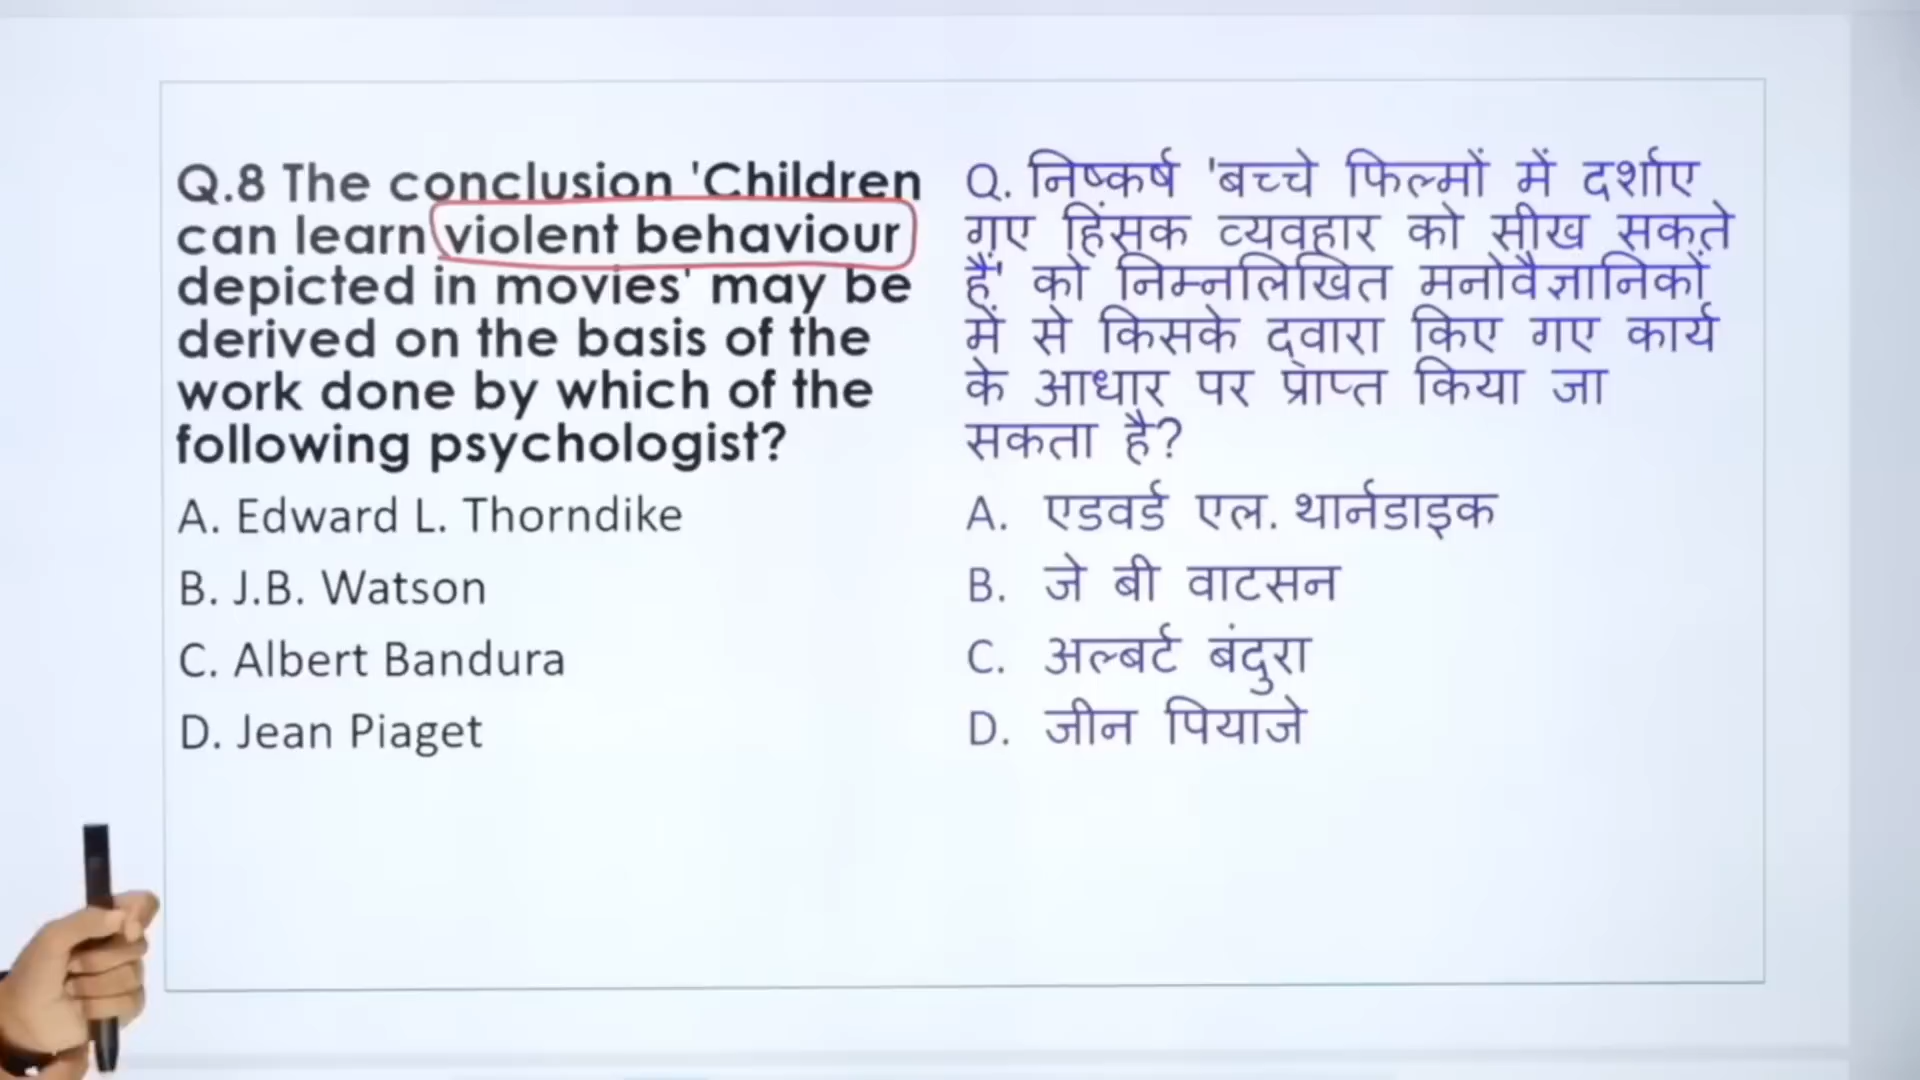 Q.8 The conclusion 'Children
can learn violent behaviour
depicted in movies' may be
derived on the basis of the
work done by which of the
following psychologist?
A. Edward L. Thorndike
B. J.B. Watson
C. Albert Bandura
D. Jean Piaget
Q. निष्कर्ष 'बच्चे फिल्मों में दर्शाए
गए हिंसक व्यवहार को सीख सकते
हैं' को निम्नलिखित मनोवैज्ञानिकों
में से किसके द्वारा किए गए कार्य
के आधार पर प्राप्त किया जा
सकता है?
A. एडवर्ड एल. थार्नडाइक
B. जे बी वाटसन
C. अल्बर्ट बंदुरा
D. जीन पियाजे